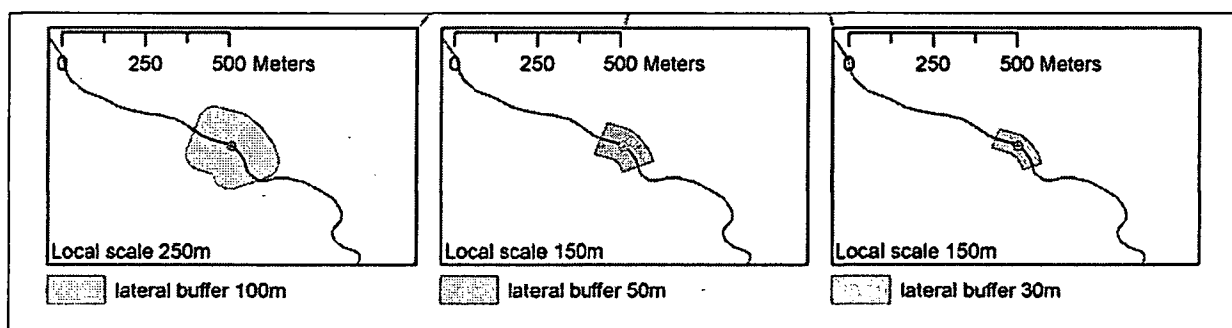 0 250 500 Meters
Local scale 250m
lateral buffer 100m
0 250 500 Meters
Local scale 150m
lateral buffer 50m
0 250 500 Meters
Local scale 150m
lateral buffer 30m